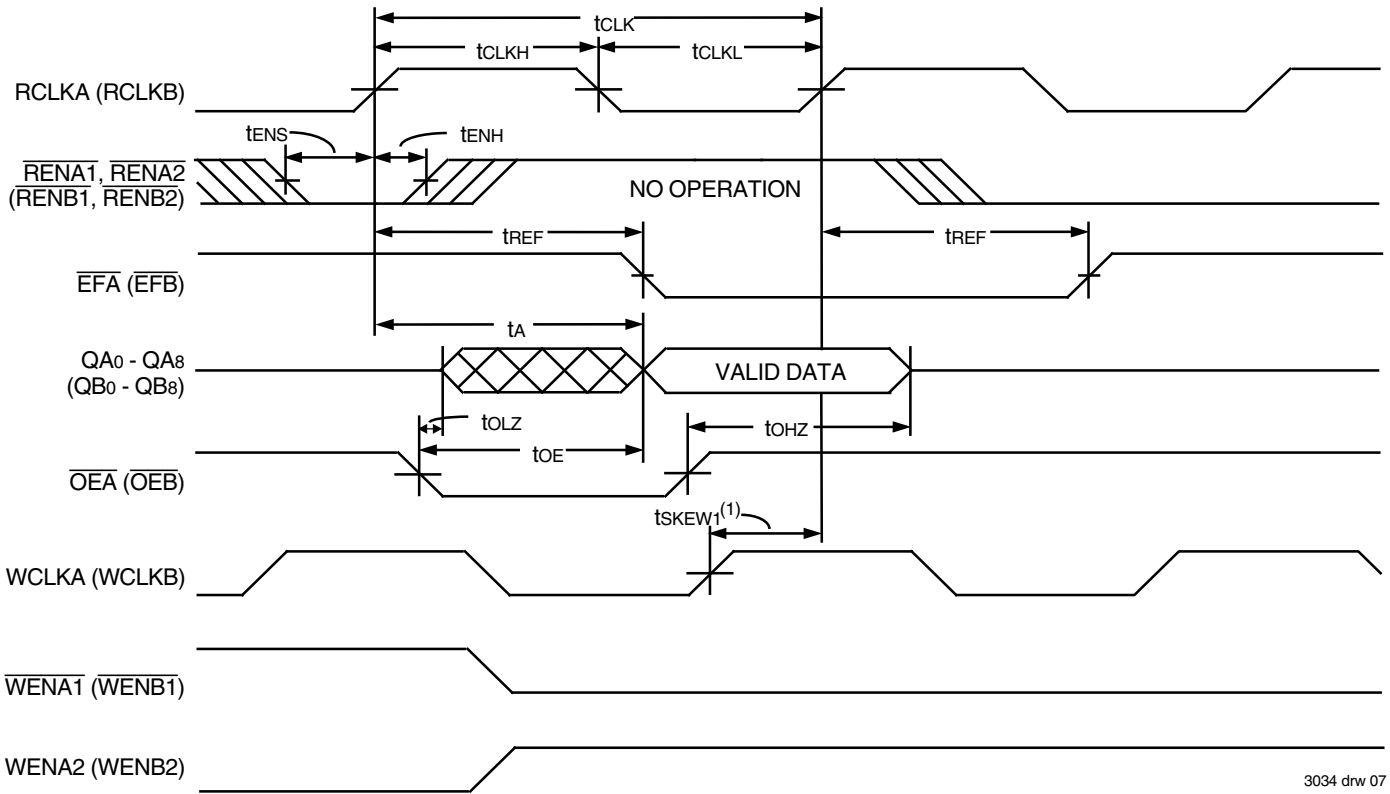 tCLK
tCLKH
tCLKL
RCLKA (RCLKB)
tENS
tENH
RENA1, RENA2
(RENB1, RENB2)
NO OPERATION
tREF
tREF
EFA (EFB)
tA
QA0 - QA8
(QB0 - QB8)
VALID DATA
tOLZ
tOHZ
tOE
OEA (OEB)
tSKEW1(1)
WCLKA (WCLKB)
WENA1 (WENB1)
WENA2 (WENB2)
3034 drw 07